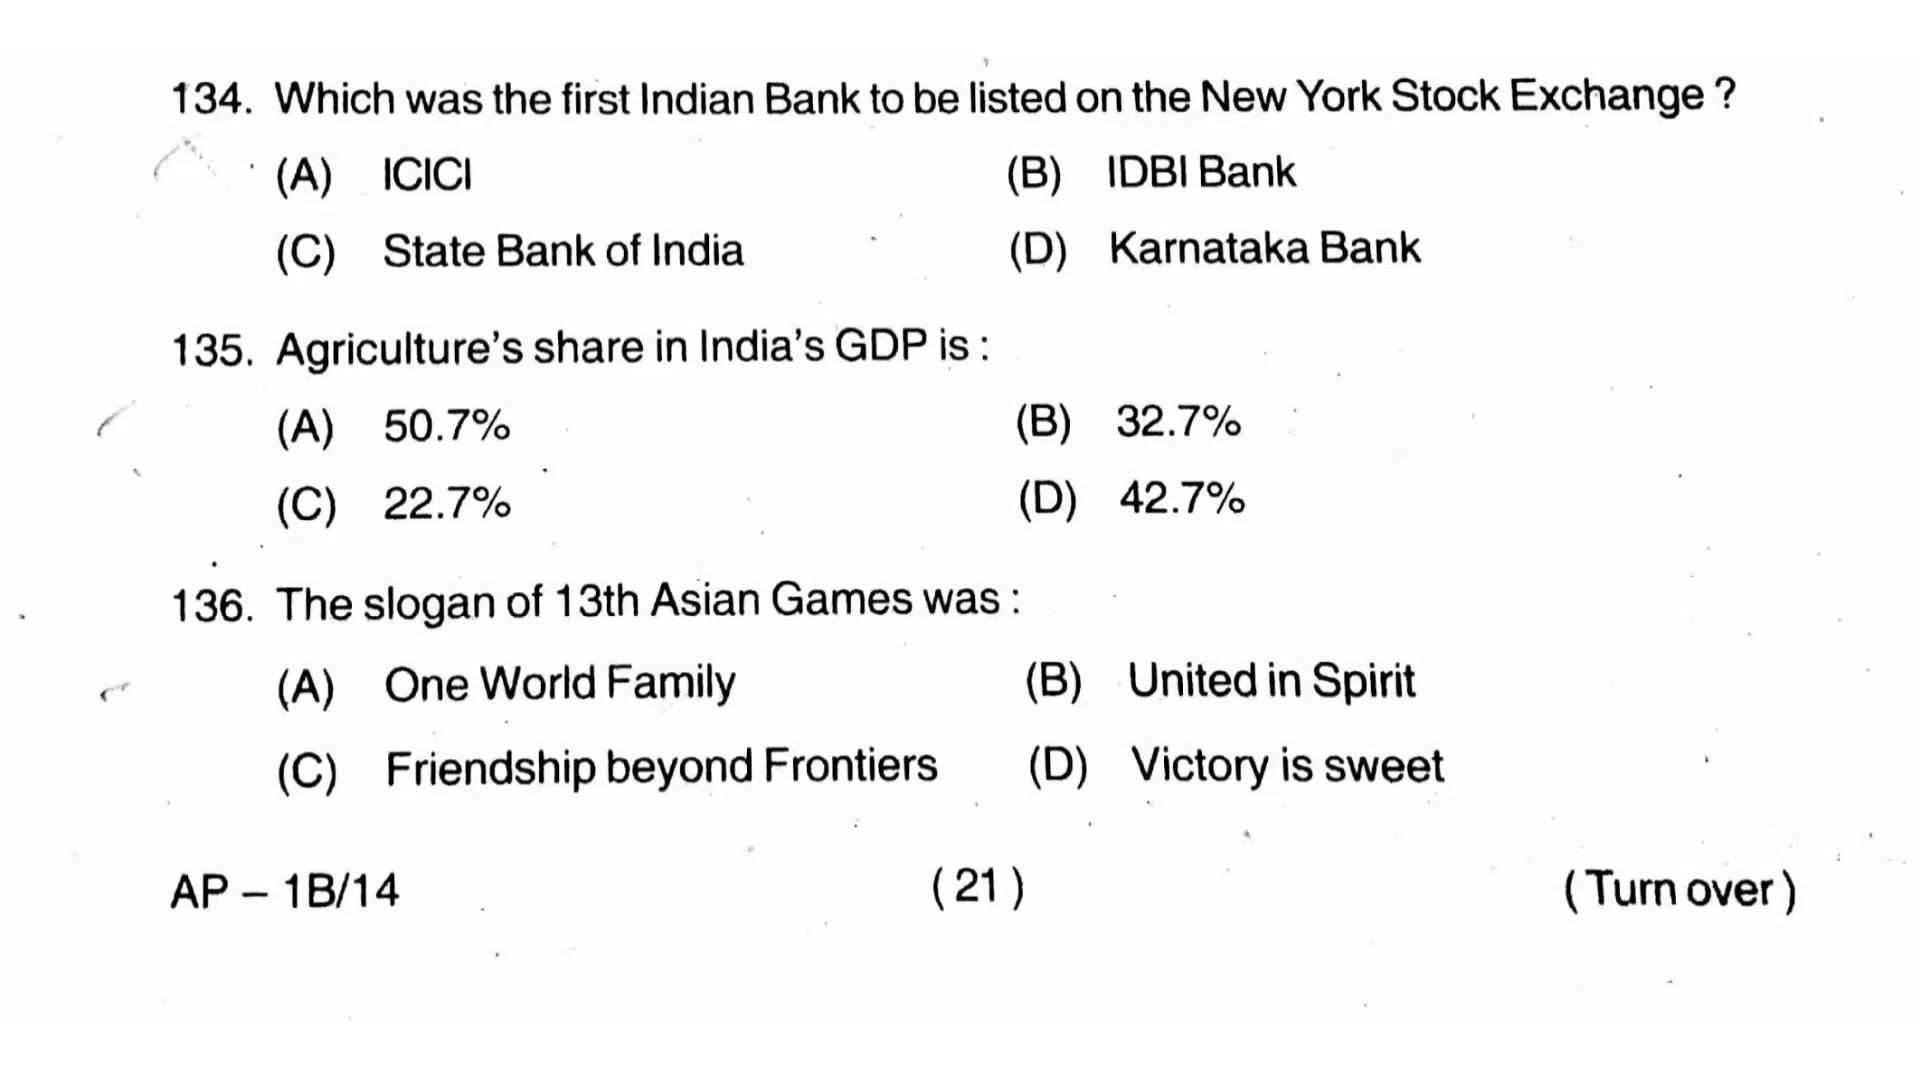 134. Which was the first Indian Bank to be listed on the New York Stock Exchange ?
(A) ICICI (B) IDBI Bank
(C) State Bank of India (D) Karnataka Bank
135. Agriculture's share in India's GDP is :
(A) 50.7% (B) 32.7%
(C) 22.7% (D) 42.7%
136. The slogan of 13th Asian Games was :
(A) One World Family (B) United in Spirit
(C) Friendship beyond Frontiers (D) Victory is sweet
AP – 1B/14 ( 21 ) ( Turn over )